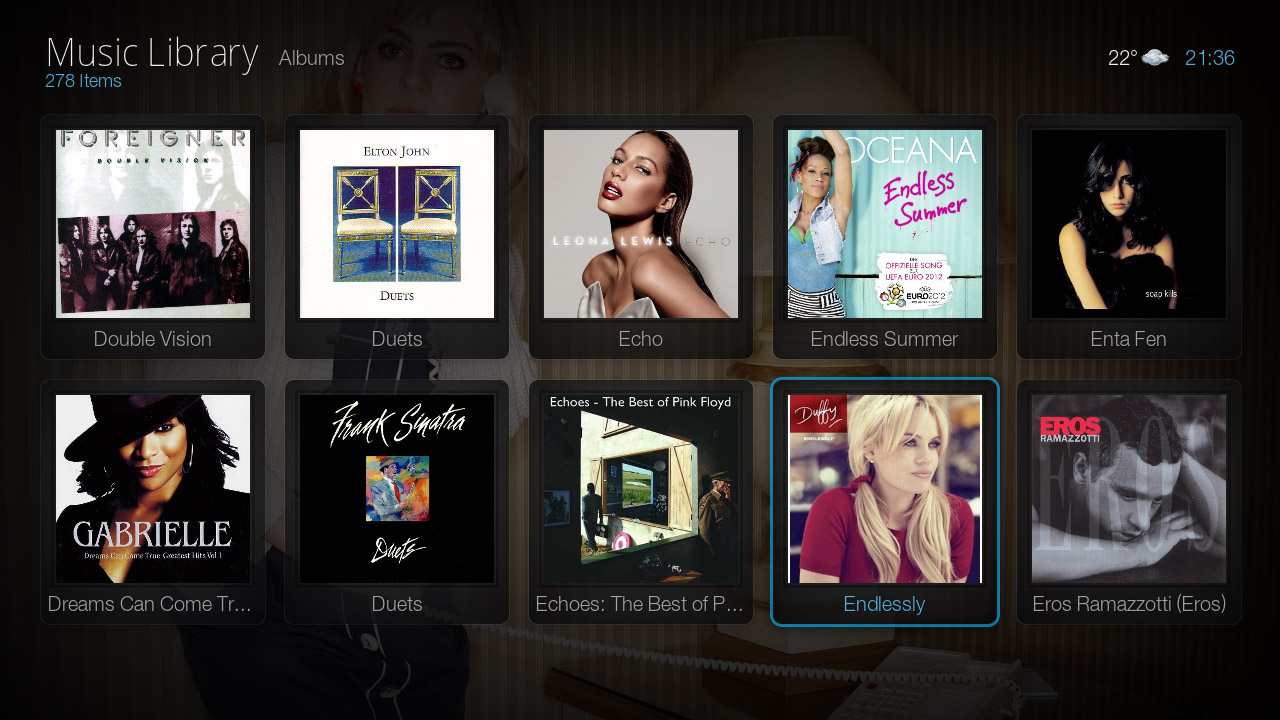 Music Library Albums
278 Items
22° 21:36
FOREIGNER
DOUBLE VISION
Double Vision
ELTON JOHN
DUETS
Duets
LEONA LEWIS ECHO
Echo
OCEANA
Endless
Summer
DIE
OFFIZIELLE SONG
ZUR
UEFA EURO 2012
EURO2012
Endless Summer
soap kills
Enta Fen
GABRIELLE
Dreams Can Come True Greatest Hits Vol 1
Dreams Can Come Tr...
Frank Sinatra
Duets
Duets
Echoes - The Best of Pink Floyd
Echoes: The Best of P...
Duffy
ENDLESSLY
Endlessly
EROS
RAMAZZOTTI
EROS
Eros Ramazzotti (Eros)